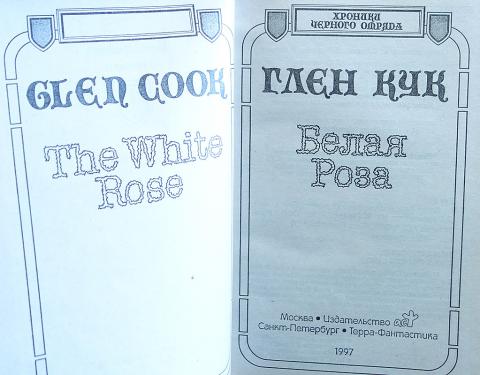 GLEN COOK
The White
Rose
ХРОНИКИ
ЧЕРНОГО ОТРЯДА
ГЛЕН КУК
Белая
Роза
Москва • Издательство аст
Санкт-Петербург • Терра-Фантастика
1997